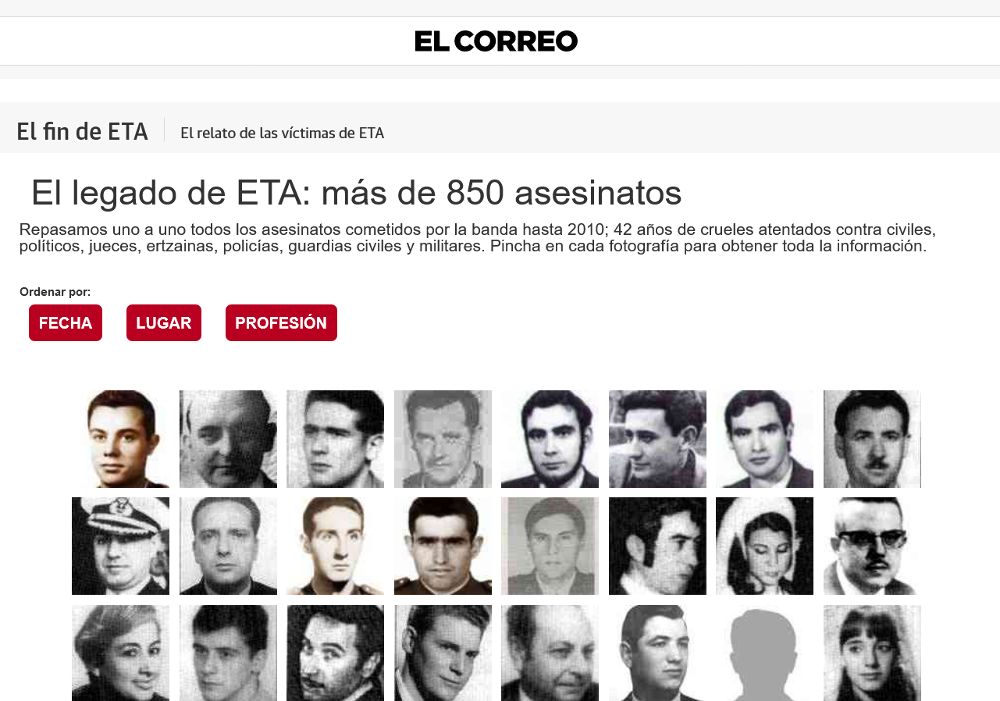 EL CORREO
El fin de ETA
El relato de las víctimas de ETA
El legado de ETA: más de 850 asesinatos
Repasamos uno a uno todos los asesinatos cometidos por la banda hasta 2010; 42 años de crueles atentados contra civiles,
políticos, jueces, ertzainas, policías, guardias civiles y militares. Pincha en cada fotografía para obtener toda la información.
Ordenar por:
FECHA
LUGAR
PROFESIÓN